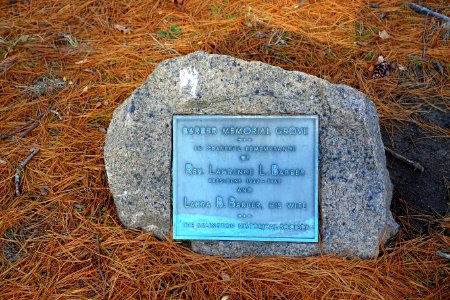 BARBER MEMORIAL GROVE
IN GRATEFUL REMEMBRANCE
OF
REV. LAWRENCE L. BARBER
AND
LAURA B. BARBER, HIS WIFE